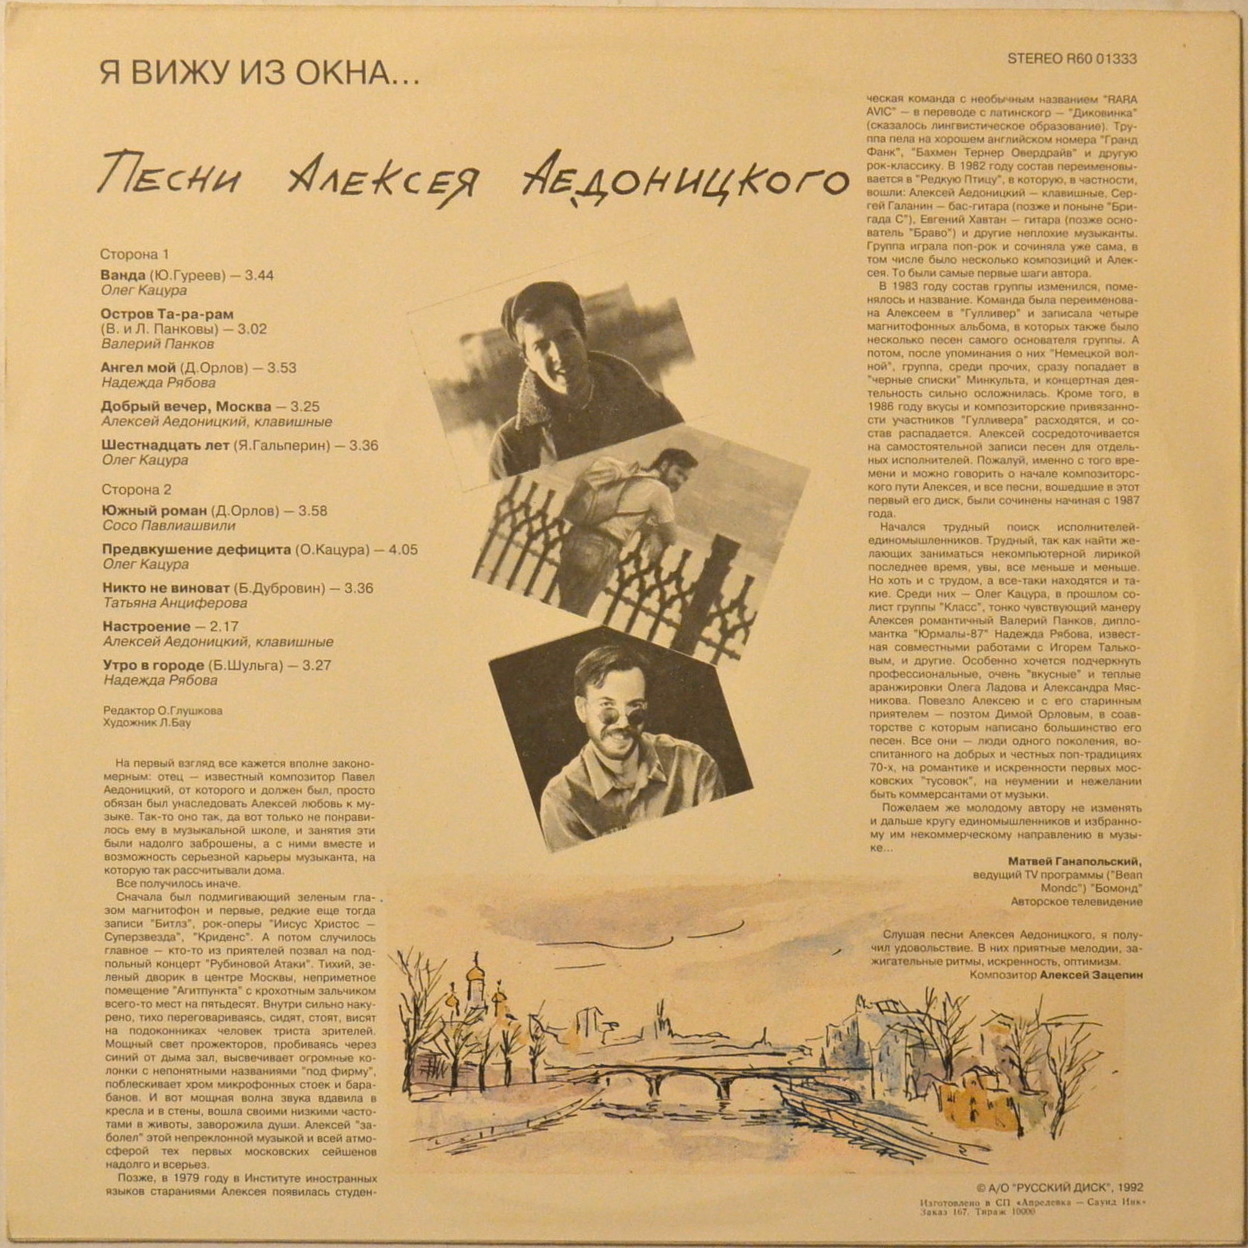 Я ВИЖУ ИЗ ОКНА...
STEREO R60 01333
Песни Алексея Аедоницкого
Сторона 1
Ванда (Ю.Гуреев) — 3.44
Олег Кацура
Остров Та-ра-рам
(В. и Л. Панковы) — 3.02
Валерий Панков
Ангел мой (Д.Орлов) — 3.53
Надежда Рябова
Добрый вечер, Москва — 3.25
Алексей Аедоницкий, клавишные
Шестнадцать лет (Я.Гальперин) — 3.36
Олег Кацура
Сторона 2
Южный роман (Д.Орлов) — 3.58
Сосо Павлиашвили
Предвкушение дефицита (О.Кацура) — 4.05
Олег Кацура
Никто не виноват (Б.Дубровин) — 3.36
Татьяна Анциферова
Настроение — 2.17
Алексей Аедоницкий, клавишные
Утро в городе (Б.Шульга) — 3.27
Надежда Рябова
Редактор О.Глушкова
Художник Л.Бау
На первый взгляд все кажется вполне законо-
мерным: отец — известный композитор Павел
Аедоницкий, от которого и должен был, просто
обязан был унаследовать Алексей любовь к му-
зыке. Так-то оно так, да вот только не понрави-
лось ему в музыкальной школе, и занятия эти
были надолго заброшены, а с ними вместе и
возможность серьезной карьеры музыканта, на
которую так рассчитывали дома.
Все получилось иначе.
Сначала был подмигивающий зеленым гла-
зом магнитофон и первые, редкие еще тогда
записи "Битлз", рок-оперы "Иисус Христос —
Суперзвезда", "Криденс". А потом случилось
главное — кто-то из приятелей позвал на под-
польный концерт "Рубиновой Атаки". Тихий, зе-
леный дворик в центре Москвы, неприметное
помещение "Агитпункта" с крохотным зальчиком
всего-то мест на пятьдесят. Внутри сильно наку-
рено, тихо переговариваясь, сидят, стоят, висят
на подоконниках человек триста зрителей.
Мощный свет прожекторов, пробиваясь через
синий от дыма зал, высвечивает огромные ко-
лонки с непонятными названиями "под фирму",
поблескивает хром микрофонных стоек и бара-
банов. И вот мощная волна звука вдавила в
кресла и в стены, вошла своими низкими часто-
тами в животы, заворожила души. Алексей "за-
болел" этой непреклонной музыкой и всей атмо-
сферой тех первых московских сейшенов
надолго и всерьез.
Позже, в 1979 году в Институте иностранных
языков стараниями Алексея появилась студен-
ческая команда с необычным названием "RARA
AVIC" — в переводе с латинского — "Диковинка"
(сказалось лингвистическое образование). Тру-
ппа пела на хорошем английском номера "Гранд
Фанк", "Бахмен Тернер Овердрайв" и другую
рок-классику. В 1982 году состав переименовы-
вается в "Редкую Птицу", в которую, в частности,
вошли: Алексей Аедоницкий — клавишные, Сер-
гей Галанин — бас-гитара (позже и поныне "Бри-
гада С"), Евгений Хавтан — гитара (позже осно-
ватель "Браво") и другие неплохие музыканты.
Группа играла поп-рок и сочиняла уже сама, в
том числе было несколько композиций и Алек-
сея. То были самые первые шаги автора.
В 1983 году состав группы изменился, поме-
нялось и название. Команда была переименова-
на Алексеем в "Гулливер" и записала четыре
магнитофонных альбома, в которых также было
несколько песен самого основателя группы. А
потом, после упоминания о них "Немецкой вол-
ной", группа, среди прочих, сразу попадает в
"черные списки" Минкульта, и концертная дея-
тельность сильно осложнилась. Кроме того, в
1986 году вкусы и композиторские привязанно-
сти участников "Гулливера" расходятся, и со-
став распадается. Алексей сосредоточивается
на самостоятельной записи песен для отдель-
ных исполнителей. Пожалуй, именно с того вре-
мени и можно говорить о начале композиторс-
кого пути Алексея, и все песни, вошедшие в этот
первый его диск, были сочинены начиная с 1987
года.
Начался трудный поиск исполнителей-
единомышленников. Трудный, так как найти же-
лающих заниматься некомпьютерной лирикой
последнее время, увы, все меньше и меньше.
Но хоть и с трудом, а все-таки находятся и та-
кие. Среди них — Олег Кацура, в прошлом со-
лист группы "Класс", тонко чувствующий манеру
Алексея романтичный Валерий Панков, дипло-
мантка "Юрмалы-87" Надежда Рябова, извест-
ная совместными работами с Игорем Талько-
вым, и другие. Особенно хочется подчеркнуть
профессиональные, очень "вкусные" и теплые
аранжировки Олега Ладова и Александра Мяс-
никова. Повезло Алексею и с его старинным
приятелем — поэтом Димой Орловым, в соав-
торстве с которым написано большинство его
песен. Все они — люди одного поколения, во-
спитанного на добрых и честных поп-традициях
70-х, на романтике и искренности первых мос-
ковских "тусовок", на неумении и нежелании
быть коммерсантами от музыки.
Пожелаем же молодому автору не изменять
и дальше кругу единомышленников и избранно-
му им некоммерческому направлению в музы-
ке...
Матвей Ганапольский,
ведущий TV программы ("Bean
Mondc") "Бомонд"
Авторское телевидение
Слушая песни Алексея Аедоницкого, я полу-
чил удовольствие. В них приятные мелодии, за-
жигательные ритмы, искренность, оптимизм.
Композитор Алексей Зацепин
© А/О "РУССКИЙ ДИСК", 1992
Изготовлено в СП «Апрелевка — Саунд Инк»
Заказ 167. Тираж 10000